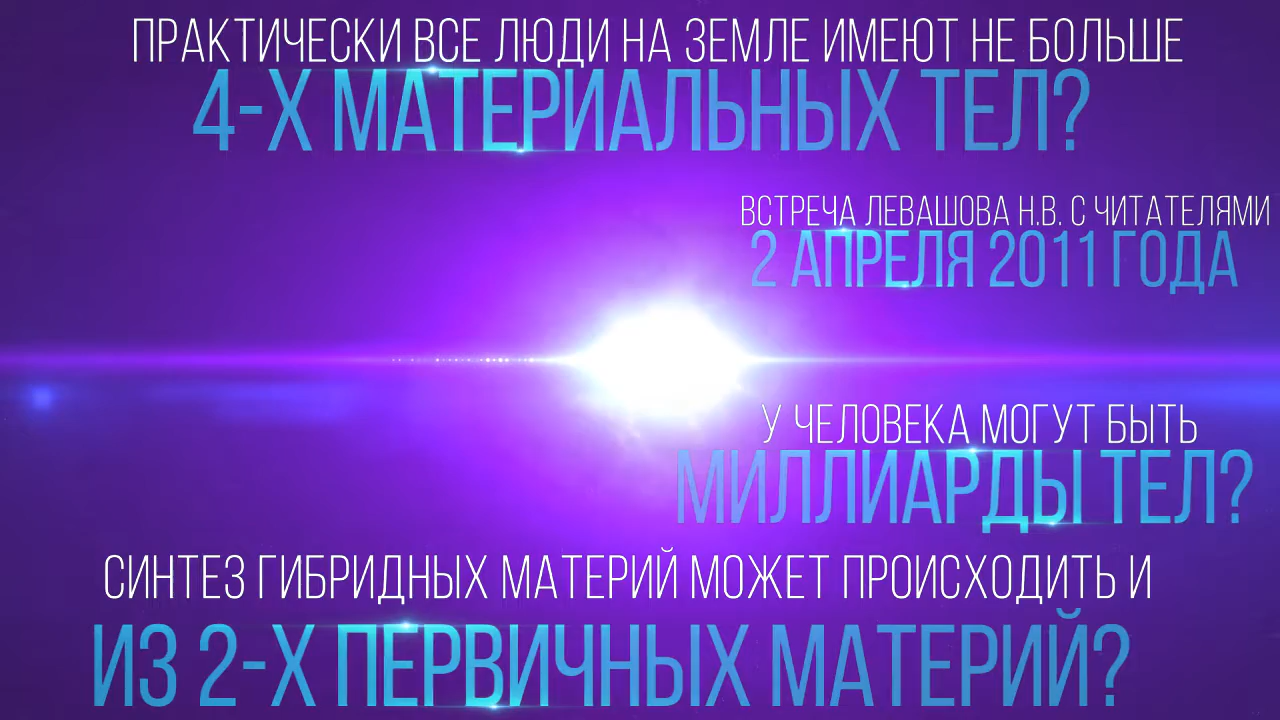 ПРАКТИЧЕСКИ ВСЕ ЛЮДИ НА ЗЕМЛЕ ИМЕЮТ НЕ БОЛЬШЕ
4-Х МАТЕРИАЛЬНЫХ ТЕЛ?
ВСТРЕЧА ЛЕВАШОВА Н.В. С ЧИТАТЕЛЯМИ
2 АПРЕЛЯ 2011 ГОДА
У ЧЕЛОВЕКА МОГУТ БЫТЬ
МИЛЛИАРДЫ ТЕЛ?
СИНТЕЗ ГИБРИДНЫХ МАТЕРИЙ МОЖЕТ ПРОИСХОДИТЬ И
ИЗ 2-Х ПЕРВИЧНЫХ МАТЕРИЙ?